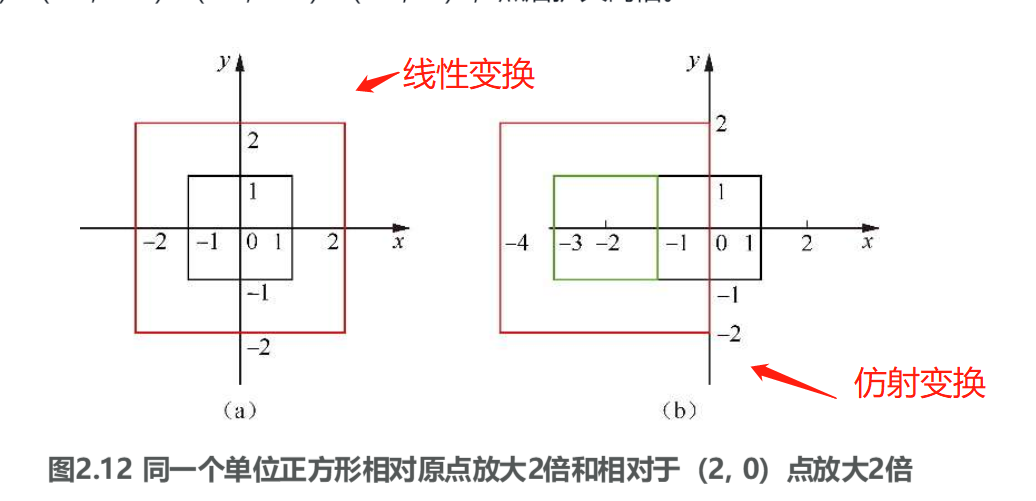 y
线性变换
2
1
-2 -1 0 1 2 x
-1
-2
(a)
y
2
1
-4 -3 -2 -1 0 1 2 x
-1
-2
仿射变换
(b)
图2.12 同一个单位正方形相对原点放大2倍和相对于 (2, 0) 点放大2倍